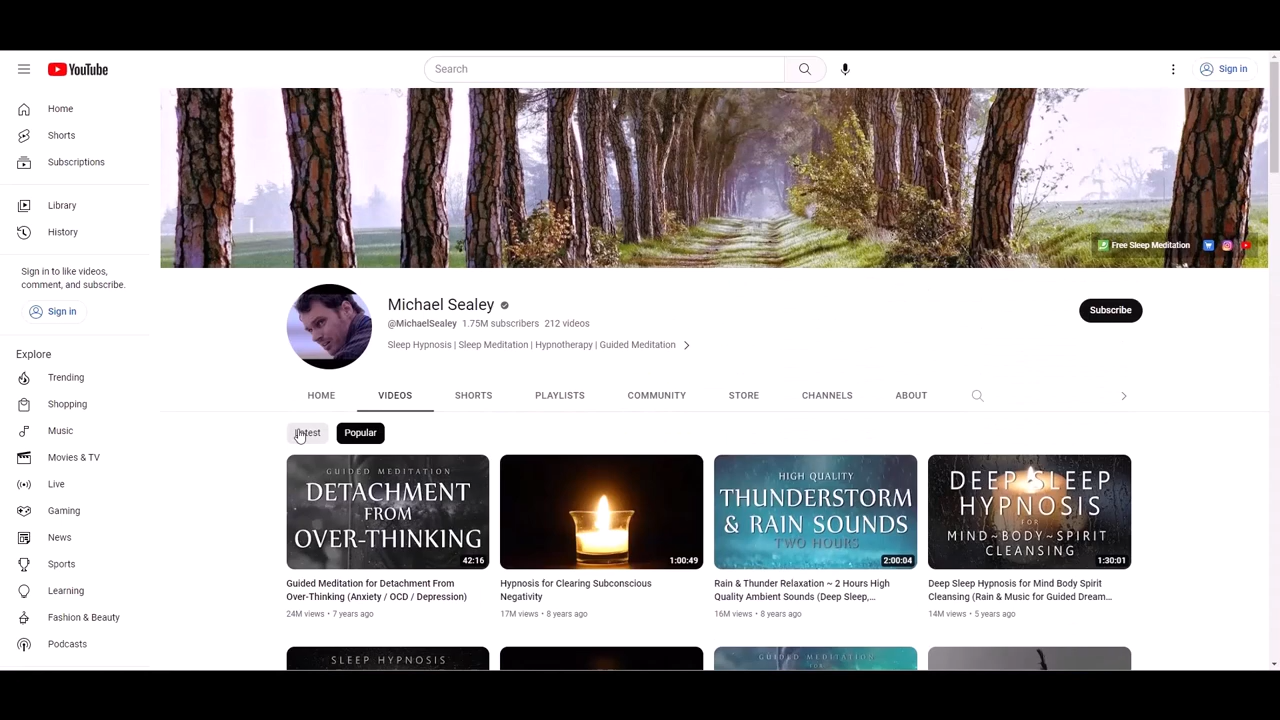 YouTube
Search
Sign in
Home
Shorts
Subscriptions
Library
History
Sign in to like videos,
comment, and subscribe.
Sign in
Explore
Trending
Shopping
Music
Movies & TV
Live
Gaming
News
Sports
Learning
Fashion & Beauty
Podcasts
Free Sleep Meditation
Michael Sealey
@MichaelSealey 1.75M subscribers 212 videos
Sleep Hypnosis | Sleep Meditation | Hypnotherapy | Guided Meditation
Subscribe
HOME VIDEOS SHORTS PLAYLISTS COMMUNITY STORE CHANNELS ABOUT
Latest Popular
GUIDED MEDITATION
DETACHMENT
FROM
OVER-THINKING
42:16
Guided Meditation for Detachment From
Over-Thinking (Anxiety / OCD / Depression)
24M views • 7 years ago
1:00:49
Hypnosis for Clearing Subconscious
Negativity
17M views • 8 years ago
HIGH QUALITY
THUNDERSTORM
& RAIN SOUNDS
TWO HOURS
2:00:04
Rain & Thunder Relaxation ~ 2 Hours High
Quality Ambient Sounds (Deep Sleep,...
16M views • 8 years ago
DEEP SLEEP
HYPNOSIS
FOR
MIND~BODY~SPIRIT
CLEANSING
1:30:01
Deep Sleep Hypnosis for Mind Body Spirit
Cleansing (Rain & Music for Guided Dream...
14M views • 5 years ago
SLEEP HYPNOSIS
GUIDED MEDITATION